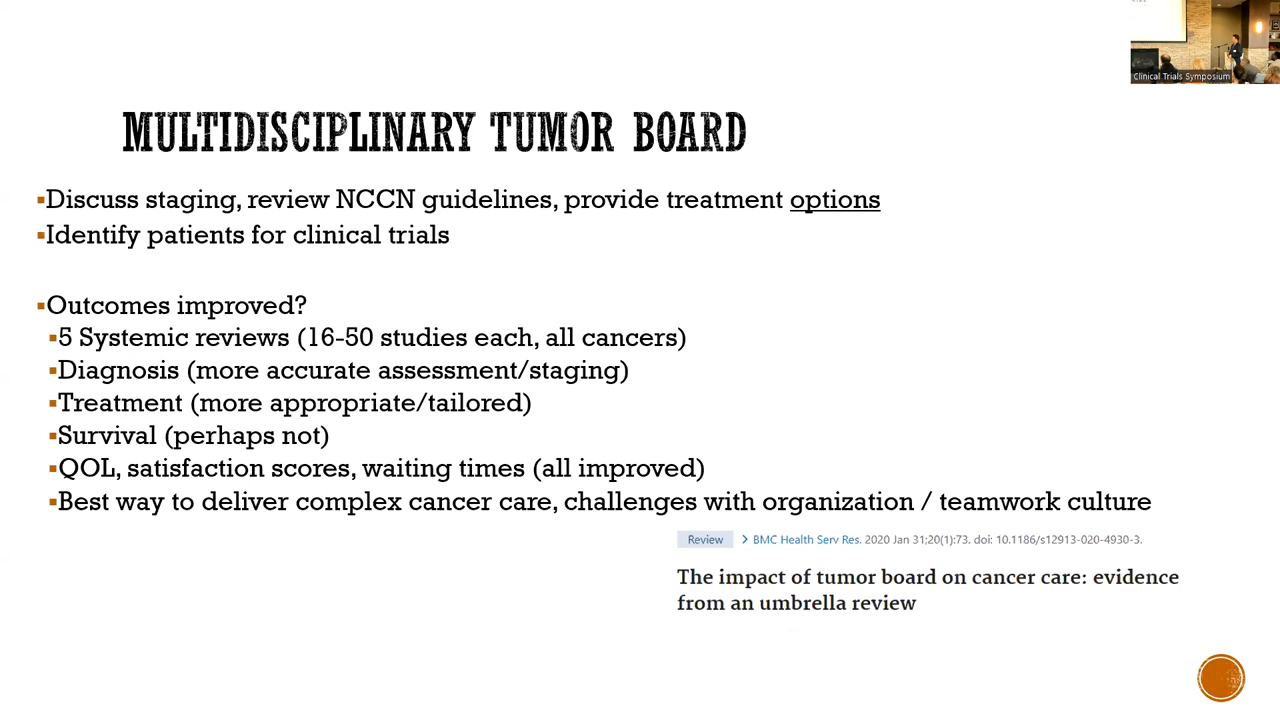 Clinical Trials Symposium
MULTIDISCIPLINARY TUMOR BOARD
▪Discuss staging, review NCCN guidelines, provide treatment options
▪Identify patients for clinical trials
▪Outcomes improved?
▪5 Systemic reviews (16-50 studies each, all cancers)
▪Diagnosis (more accurate assessment/staging)
▪Treatment (more appropriate/tailored)
▪Survival (perhaps not)
▪QOL, satisfaction scores, waiting times (all improved)
▪Best way to deliver complex cancer care, challenges with organization / teamwork culture
Review > BMC Health Serv Res. 2020 Jan 31;20(1):73. doi: 10.1186/s12913-020-4930-3.
The impact of tumor board on cancer care: evidence
from an umbrella review